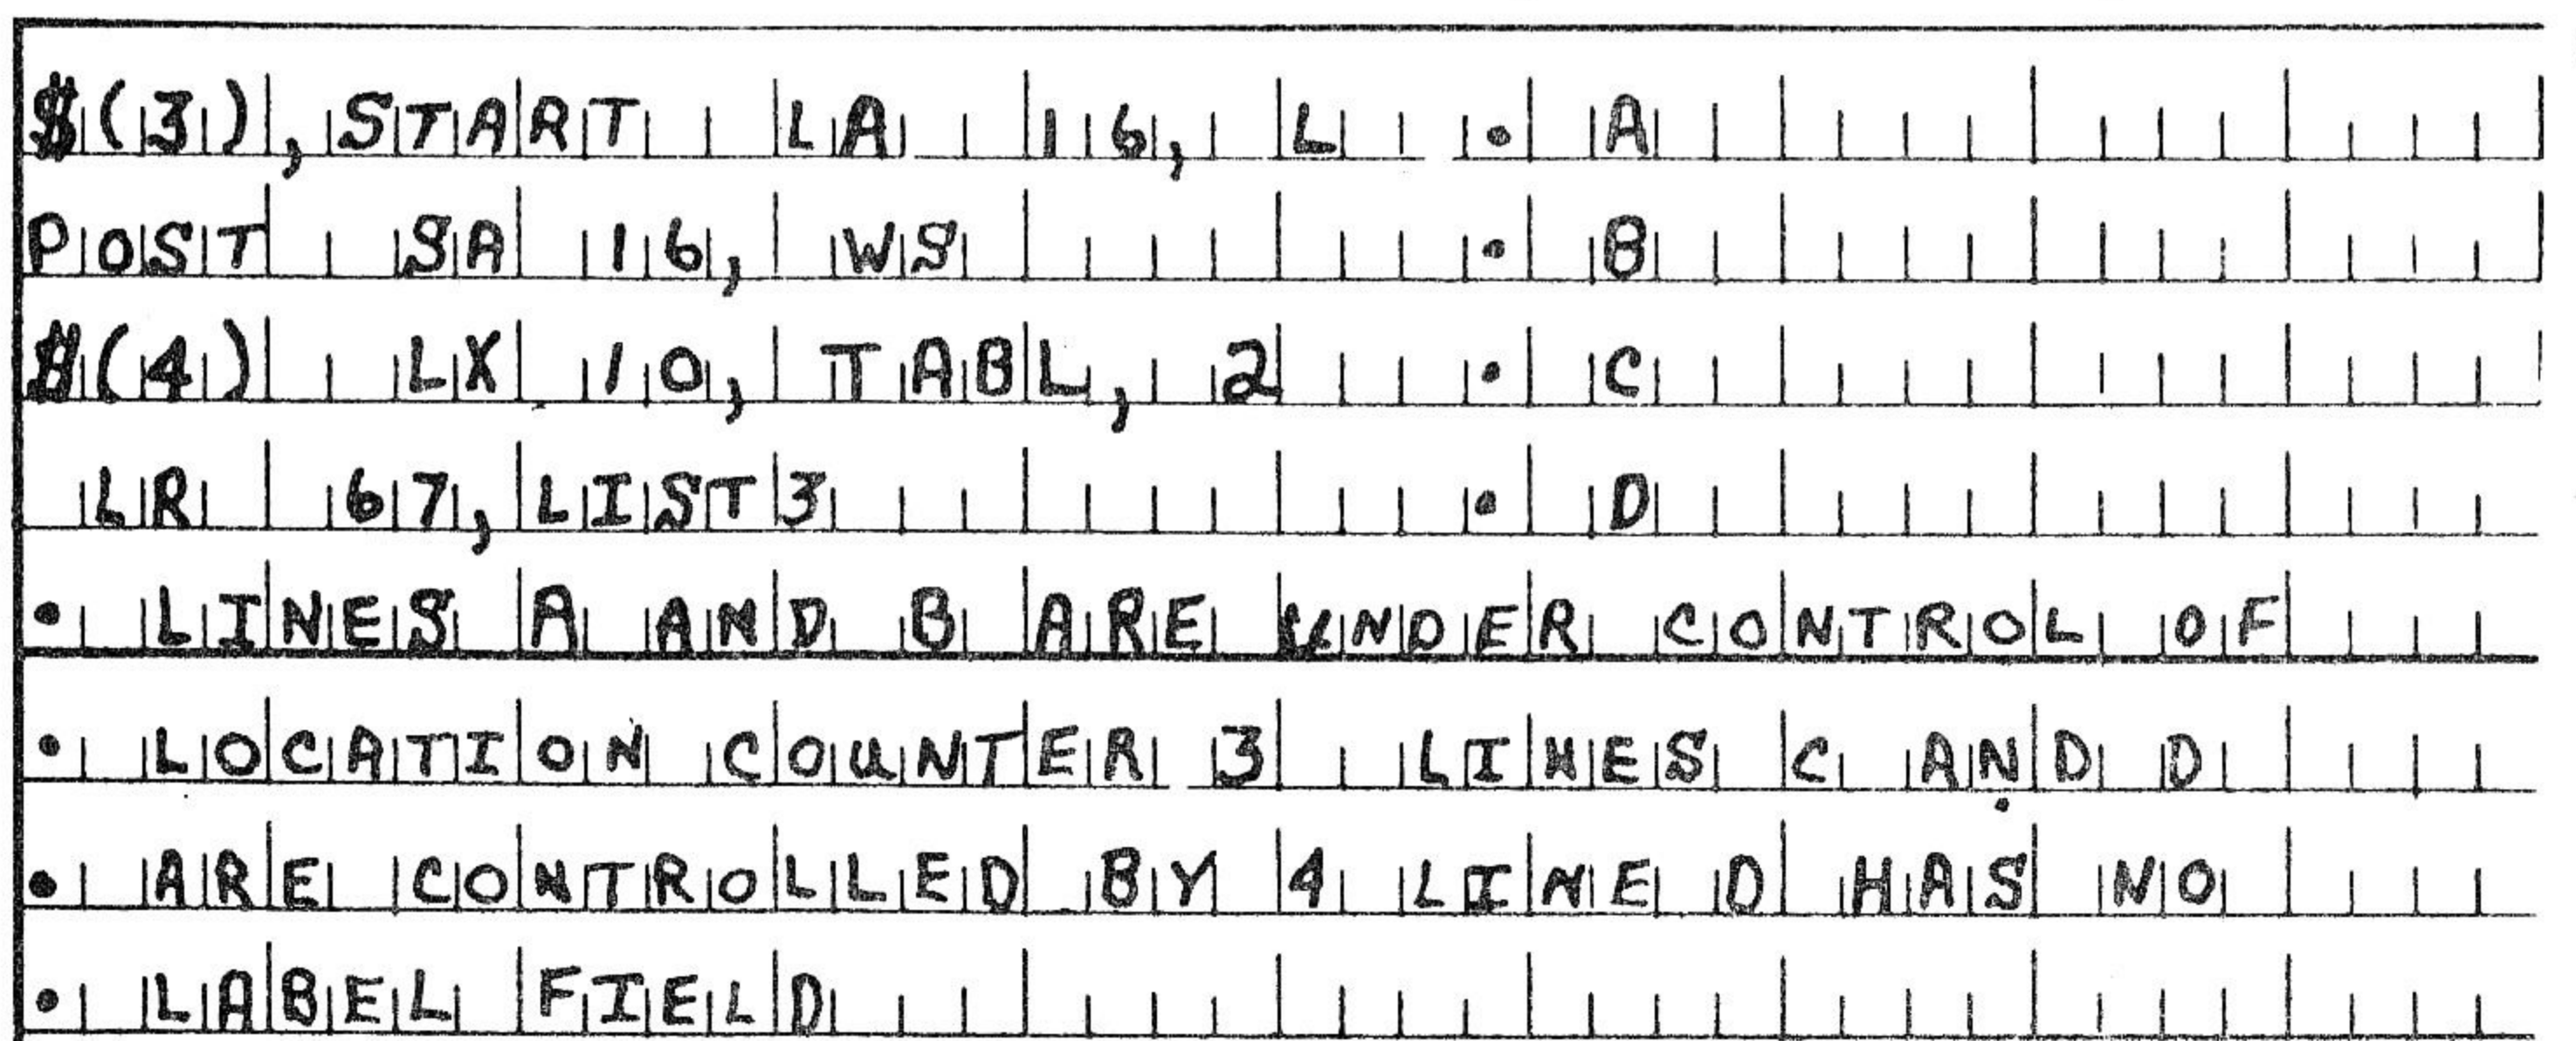 $(3),START  LA  16, L  . A
POST  SA 16, WS        . B
$(4)  LX 10, TABL, 2   . C
 LR  67,LIST3          . D
. LINES A AND B ARE UNDER CONTROL OF
. LOCATION COUNTER 3  LINES C AND D
. ARE CONTROLLED BY 4 LINE D HAS NO
. LABEL FIELD